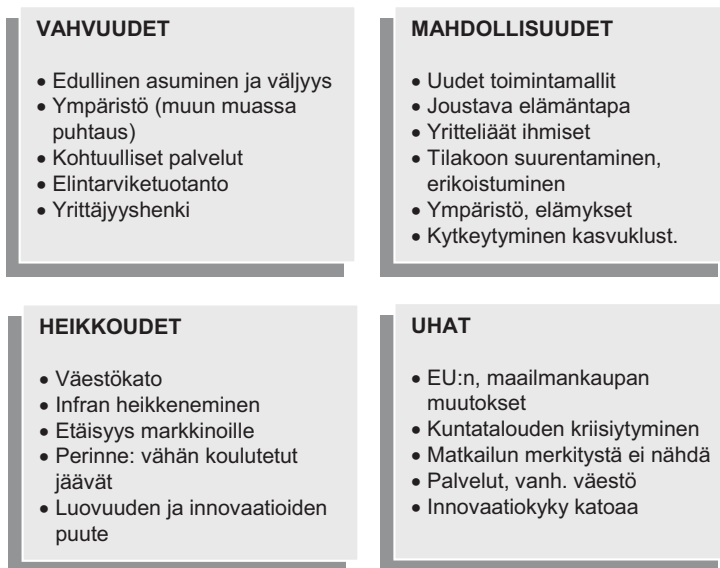 VAHVUUDET
• Edullinen asuminen ja väljyys
• Ympäristö (muun muassa
puhtaus)
• Kohtuulliset palvelut
• Elintarviketuotanto
• Yrittäjyyshenki
MAHDOLLISUUDET
• Uudet toimintamallit
• Joustava elämäntapa
• Yritteliäät ihmiset
• Tilakoon suurentaminen,
erikoistuminen
• Ympäristö, elämykset
• Kytkeytyminen kasvuklust.
HEIKKOUDET
• Väestökato
• Infran heikkeneminen
• Etäisyys markkinoille
• Perinne: vähän koulutetut
jäävät
• Luovuuden ja innovaatioiden
puute
UHAT
• EU:n, maailmankaupan
muutokset
• Kuntatalouden kriisiytyminen
• Matkailun merkitystä ei nähdä
• Palvelut, vanh. väestö
• Innovaatiokyky katoaa